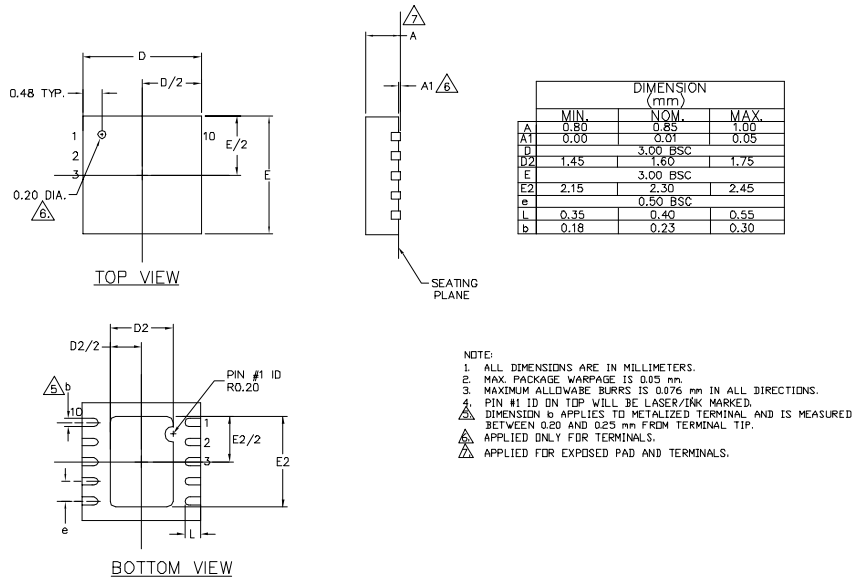 7
A
D
D/2
0.48 TYP.
A1 6
1
2
3
10
E/2
E
0.20 DIA.
6.
TOP VIEW
SEATING
PLANE
DIMENSION
(mm)
MIN. NOM. MAX.
A 0.80 0.85 1.00
A1 0.00 0.01 0.05
D 3.00 BSC
D2 1.45 1.60 1.75
E 3.00 BSC
E2 2.15 2.30 2.45
e 0.50 BSC
L 0.35 0.40 0.55
b 0.18 0.23 0.30
D2
D2/2
PIN #1 ID
R0.20
5 b
10
1
2
3
E2/2
E2
e
L
BOTTOM VIEW
NOTE:
1. ALL DIMENSIONS ARE IN MILLIMETERS.
2. MAX. PACKAGE WARPAGE IS 0.05 mm.
3. MAXIMUM ALLOWABE BURRS IS 0.076 mm IN ALL DIRECTIONS.
4. PIN #1 ID ON TOP WILL BE LASER/INK MARKED.
5. DIMENSION b APPLIES TO METALIZED TERMINAL AND IS MEASURED
BETWEEN 0.20 AND 0.25 mm FROM TERMINAL TIP.
6. APPLIED ONLY FOR TERMINALS.
7. APPLIED FOR EXPOSED PAD AND TERMINALS.